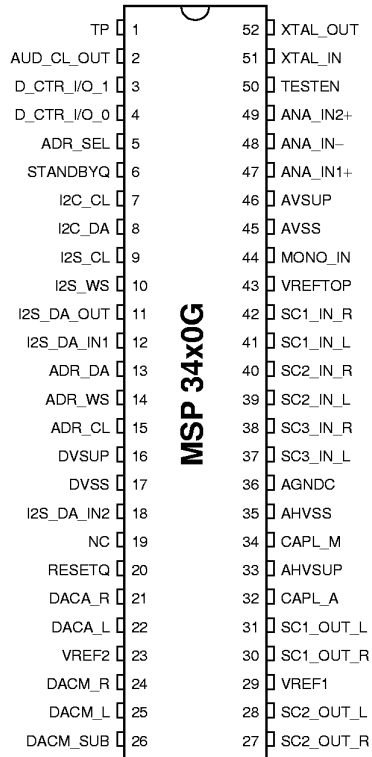 TP 1 52 XTAL_OUT
AUD_CL_OUT 2 51 XTAL_IN
D_CTR_I/O_1 3 50 TESTEN
D_CTR_I/O_0 4 49 ANA_IN2+
ADR_SEL 5 48 ANA_IN−
STANDBYQ 6 47 ANA_IN1+
I2C_CL 7 46 AVSUP
I2C_DA 8 45 AVSS
I2S_CL 9 44 MONO_IN
I2S_WS 10 43 VREFTOP
I2S_DA_OUT 11 42 SC1_IN_R
I2S_DA_IN1 12 41 SC1_IN_L
ADR_DA 13 40 SC2_IN_R
ADR_WS 14 39 SC2_IN_L
ADR_CL 15 38 SC3_IN_R
DVSUP 16 37 SC3_IN_L
DVSS 17 36 AGNDC
I2S_DA_IN2 18 35 AHVSS
NC 19 34 CAPL_M
RESETQ 20 33 AHVSUP
DACA_R 21 32 CAPL_A
DACA_L 22 31 SC1_OUT_L
VREF2 23 30 SC1_OUT_R
DACM_R 24 29 VREF1
DACM_L 25 28 SC2_OUT_L
DACM_SUB 26 27 SC2_OUT_R
MSP 34x0G